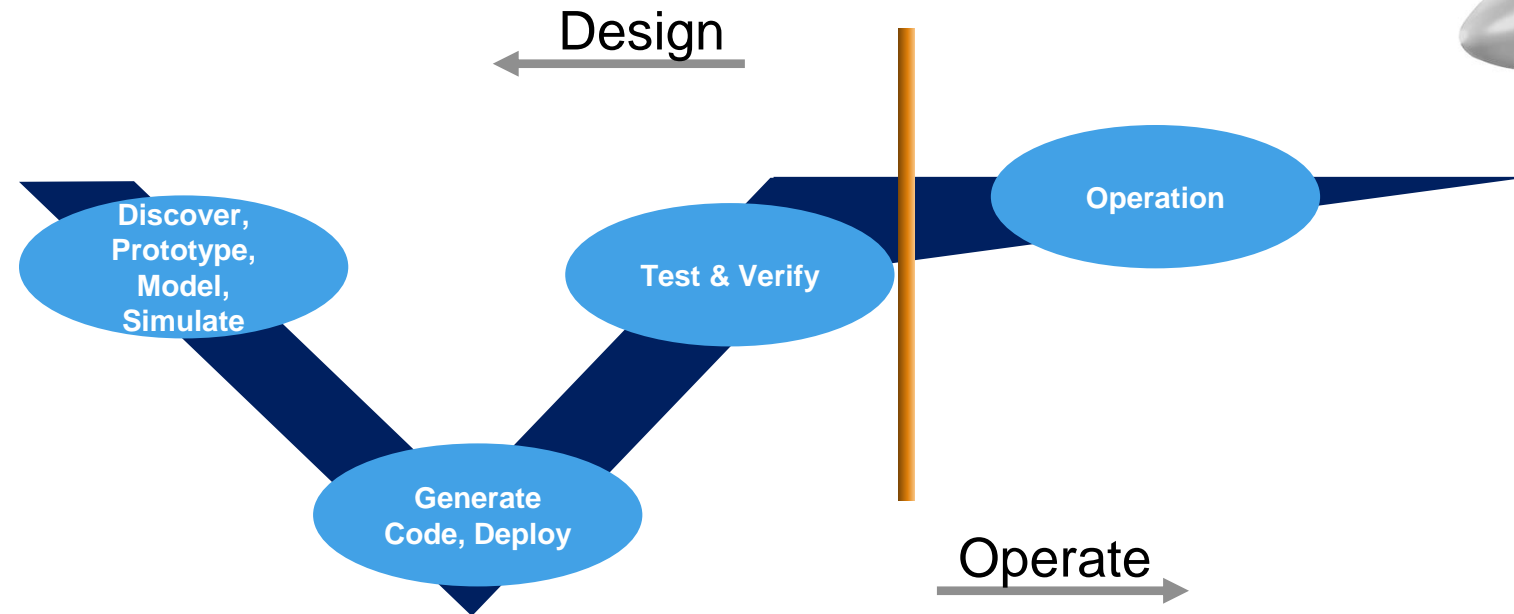 Design
Operation
Discover,
Prototype,
Model,
Simulate
Test & Verify
Generate
Code, Deploy
Operate